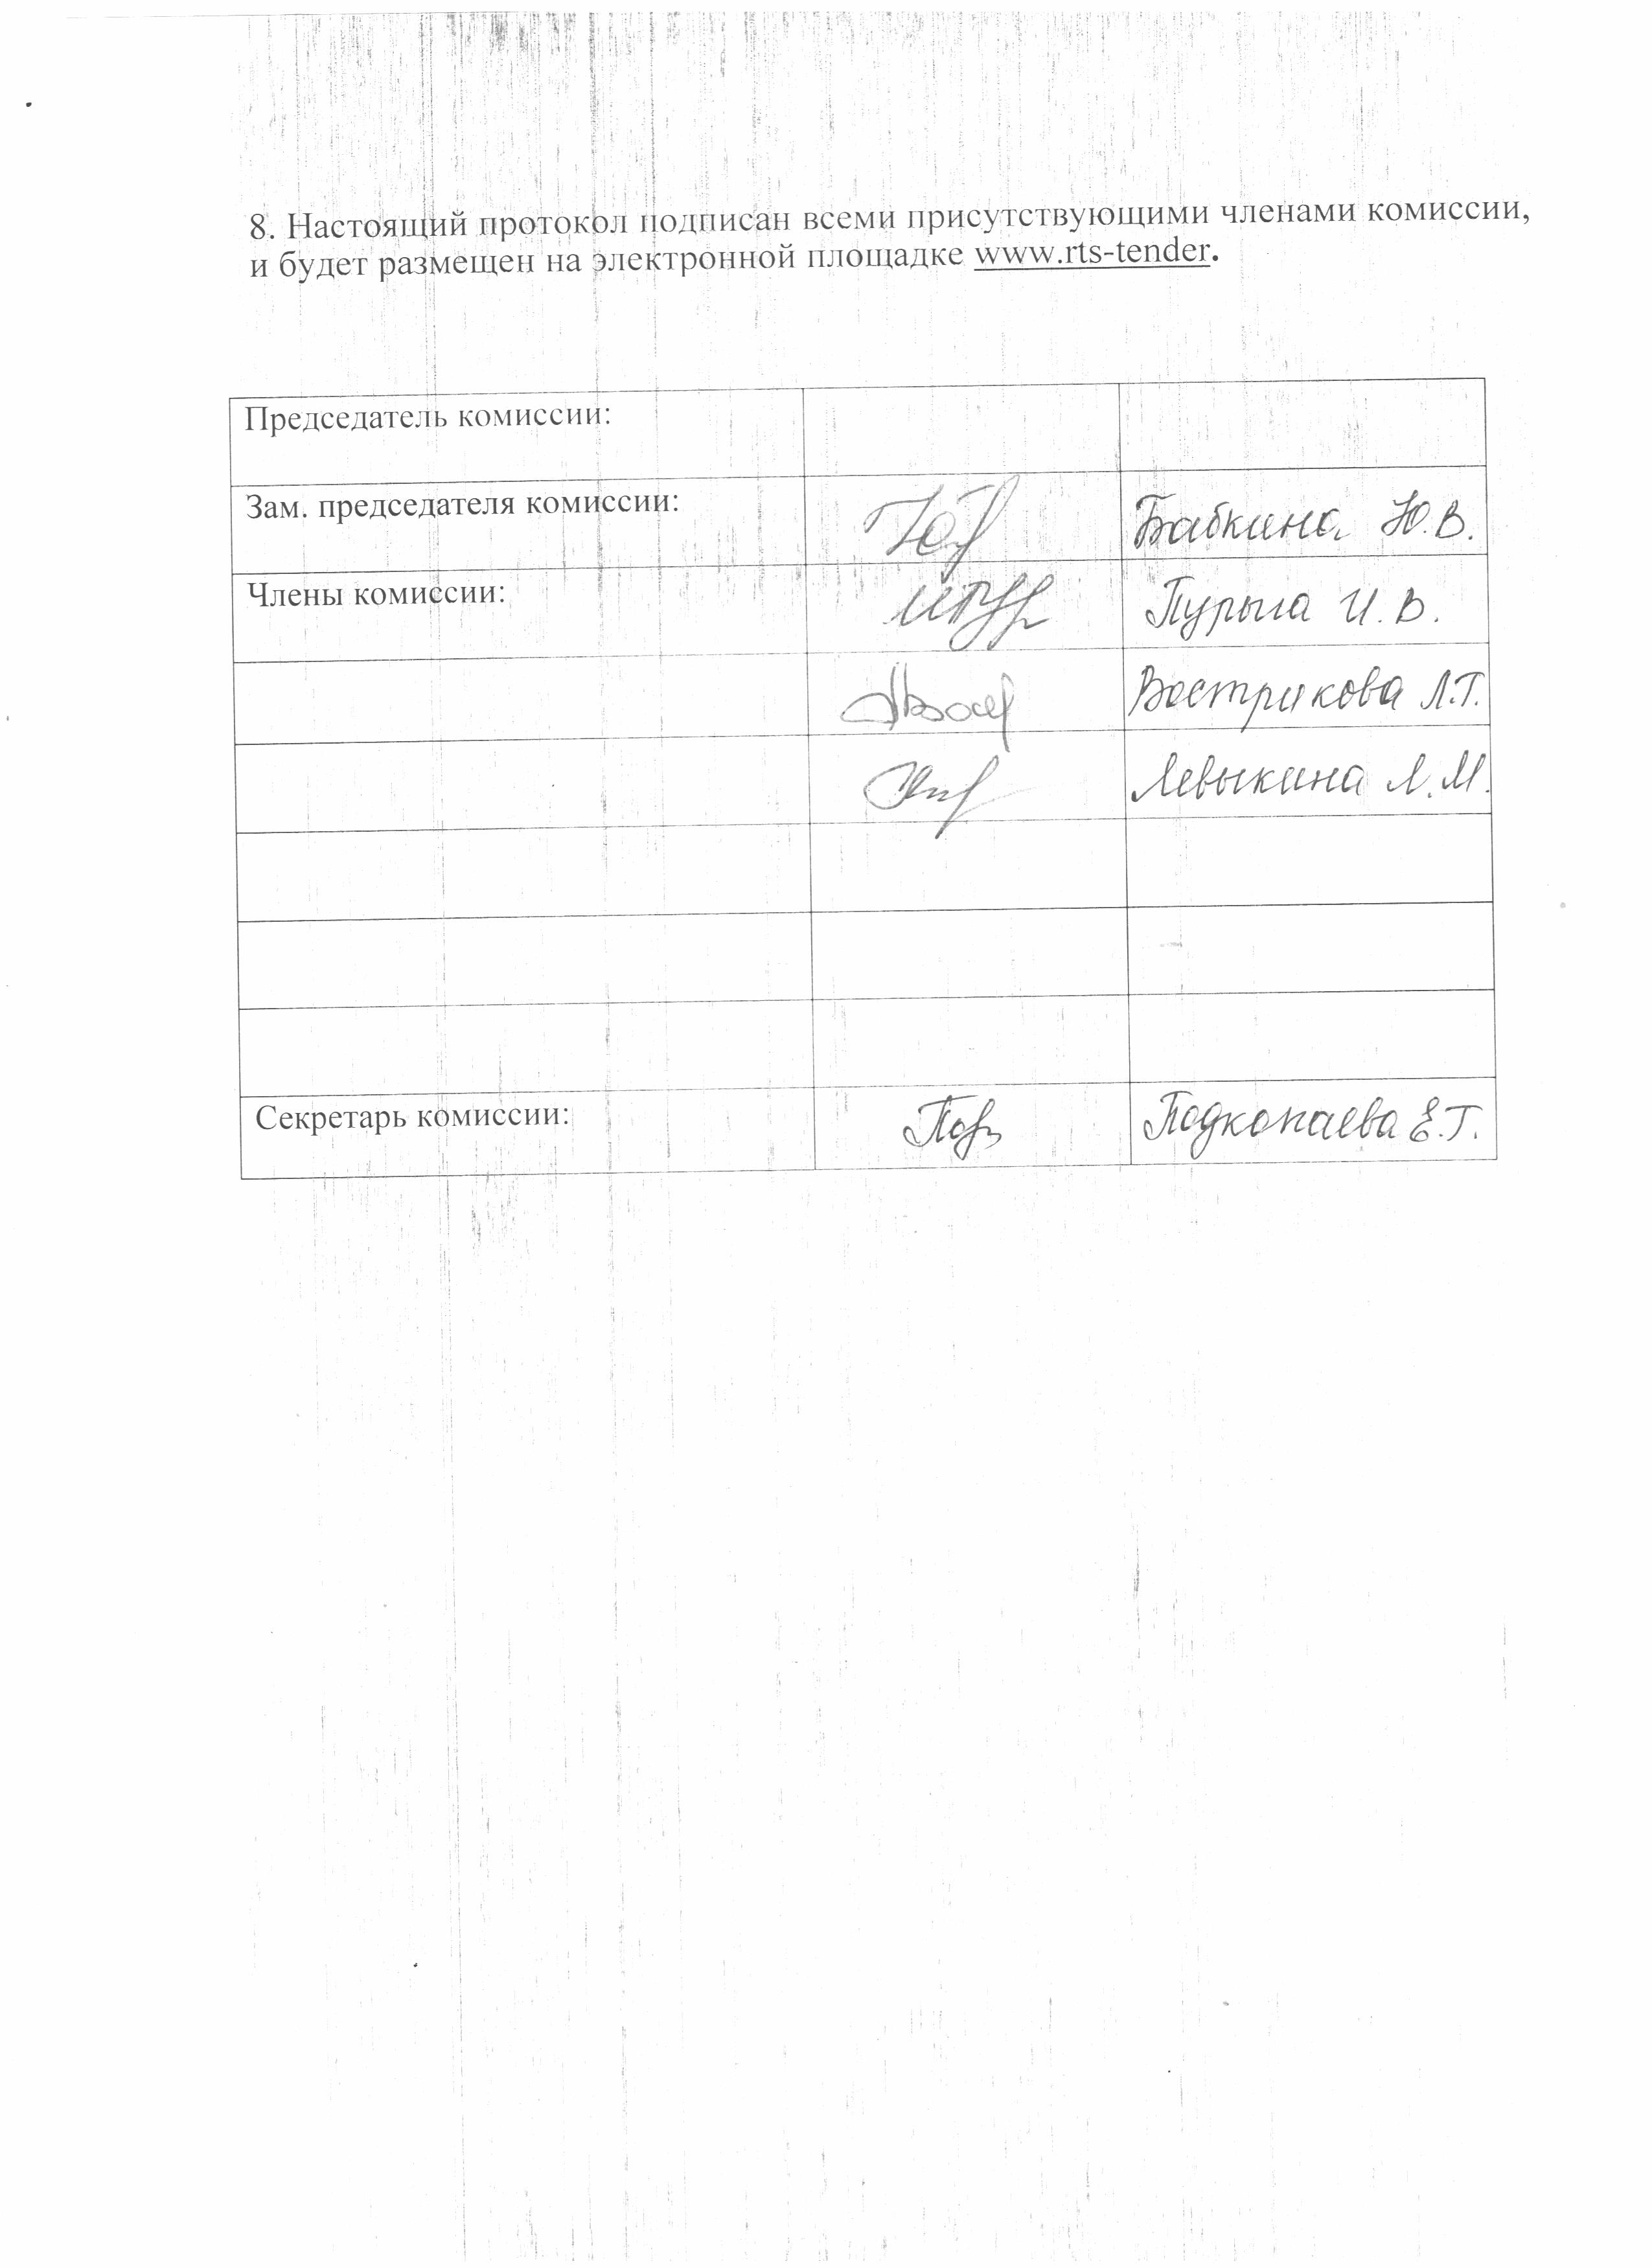 8. Настоящий протокол подписан всеми присутствующими членами комиссии,
и будет размещен на электронной площадке www.rts-tender.
Председатель комиссии:
Зам. председателя комиссии: Бабкина Ю.В.
Члены комиссии: Пурыга И.В.
Вострикова Л.Т.
Левыкина Л.М.
Секретарь комиссии: Подкопаева Е.Г.